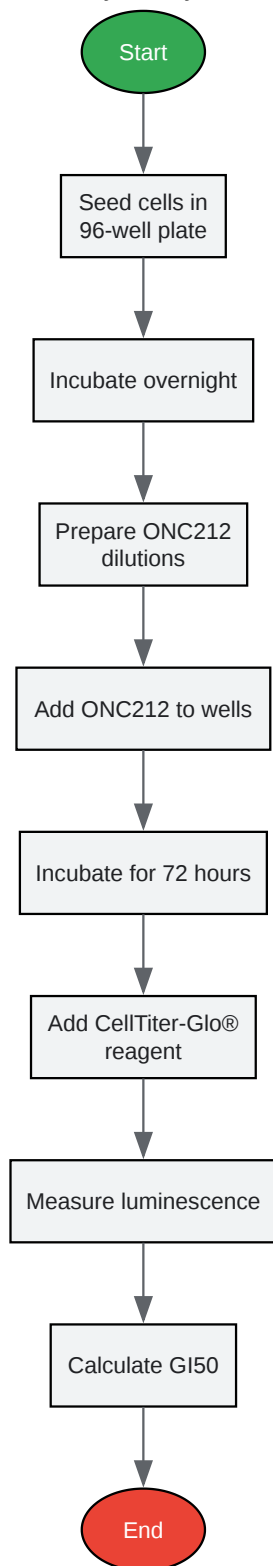 Start
Seed cells in
96-well plate
Incubate overnight
Prepare ONC212
dilutions
Add ONC212 to wells
Incubate for 72 hours
Add CellTiter-Glo®
reagent
Measure luminescence
Calculate GI50
End